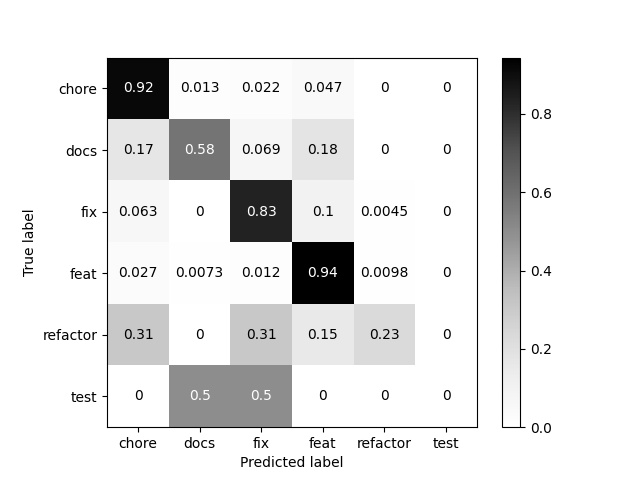 chore 0.92 0.013 0.022 0.047 0 0
docs 0.17 0.58 0.069 0.18 0 0
fix 0.063 0 0.83 0.1 0.0045 0
feat 0.027 0.0073 0.012 0.94 0.0098 0
refactor 0.31 0 0.31 0.15 0.23 0
test 0 0.5 0.5 0 0 0
chore docs fix feat refactor test
Predicted label
True label
0.8
0.6
0.4
0.2
0.0